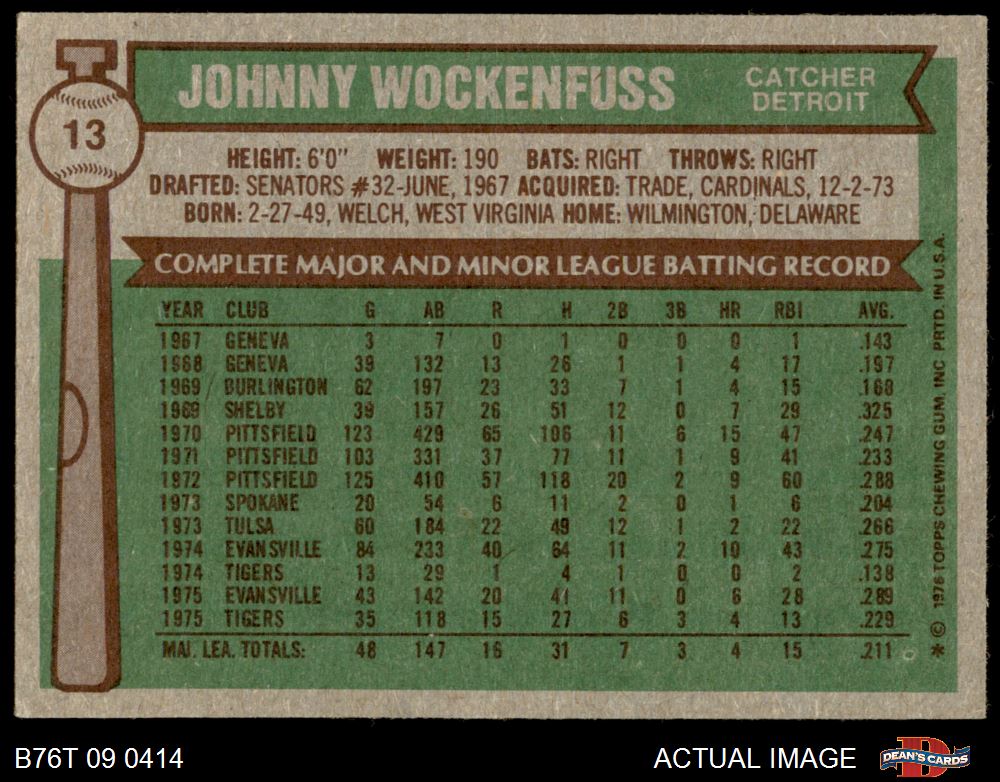 13
JOHNNY WOCKENFUSS
CATCHER
DETROIT
HEIGHT: 6'0" WEIGHT: 190 BATS: RIGHT THROWS: RIGHT
DRAFTED: SENATORS #32-JUNE, 1967 ACQUIRED: TRADE, CARDINALS, 12-2-73
BORN: 2-27-49, WELCH, WEST VIRGINIA HOME: WILMINGTON, DELAWARE
COMPLETE MAJOR AND MINOR LEAGUE BATTING RECORD
YEAR CLUB G AB R H 2B 3B HR RBI AVG.
1967 GENEVA 3 7 0 1 0 0 0 1 .143
1968 GENEVA 39 132 13 26 1 1 4 17 .197
1969 BURLINGTON 62 197 23 33 7 1 4 15 .168
1969 SHELBY 39 157 26 51 12 0 7 29 .325
1970 PITTSFIELD 123 429 65 106 11 6 15 47 .247
1971 PITTSFIELD 103 331 37 77 11 1 9 41 .233
1972 PITTSFIELD 125 410 57 118 20 2 9 60 .288
1973 SPOKANE 20 54 6 11 2 0 1 6 .204
1973 TULSA 60 184 22 49 12 1 2 22 .266
1974 EVANSVILLE 84 233 40 64 11 2 10 43 .275
1974 TIGERS 13 29 1 4 1 0 0 2 .138
1975 EVANSVILLE 43 142 20 41 11 0 6 28 .289
1975 TIGERS 35 118 15 27 6 3 4 13 .229
MAJ. LEA. TOTALS: 48 147 16 31 7 3 4 15 .211
* © 1976 TOPPS CHEWING GUM, INC. PRTD. IN U.S.A.
B76T 09 0414
ACTUAL IMAGE
DEAN'S CARDS